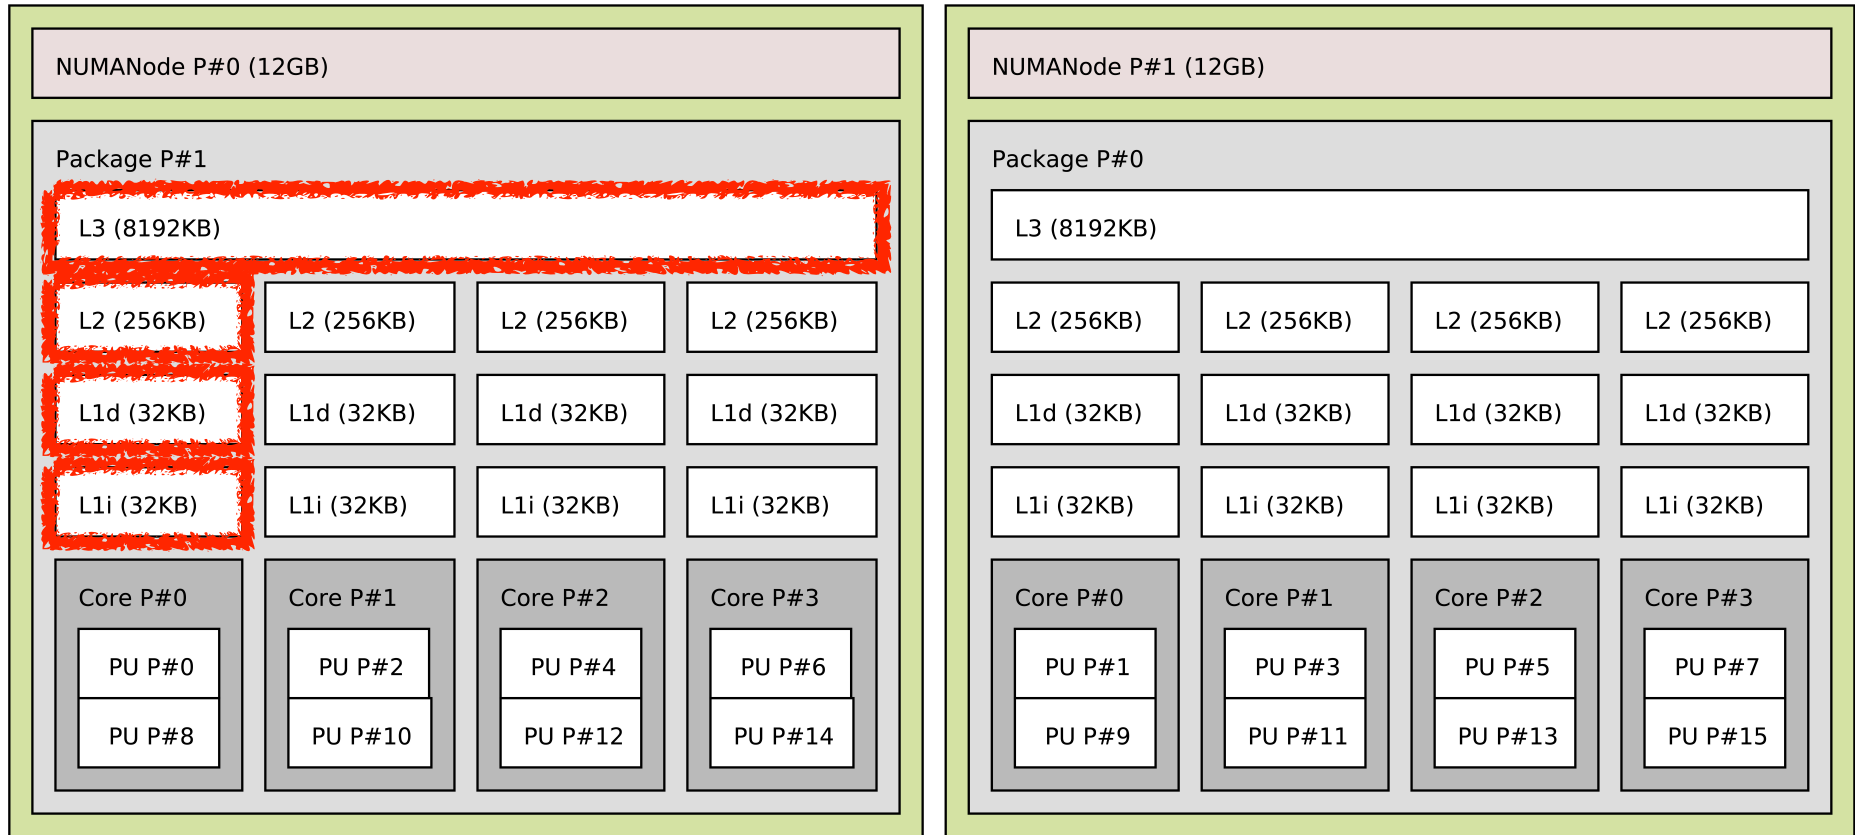 NUMANode P#0 (12GB)
Package P#1
L3 (8192KB)
L2 (256KB) L2 (256KB) L2 (256KB) L2 (256KB)
L1d (32KB) L1d (32KB) L1d (32KB) L1d (32KB)
L1i (32KB) L1i (32KB) L1i (32KB) L1i (32KB)
Core P#0 Core P#1 Core P#2 Core P#3
PU P#0 PU P#2 PU P#4 PU P#6
PU P#8 PU P#10 PU P#12 PU P#14
NUMANode P#1 (12GB)
Package P#0
L3 (8192KB)
L2 (256KB) L2 (256KB) L2 (256KB) L2 (256KB)
L1d (32KB) L1d (32KB) L1d (32KB) L1d (32KB)
L1i (32KB) L1i (32KB) L1i (32KB) L1i (32KB)
Core P#0 Core P#1 Core P#2 Core P#3
PU P#1 PU P#3 PU P#5 PU P#7
PU P#9 PU P#11 PU P#13 PU P#15